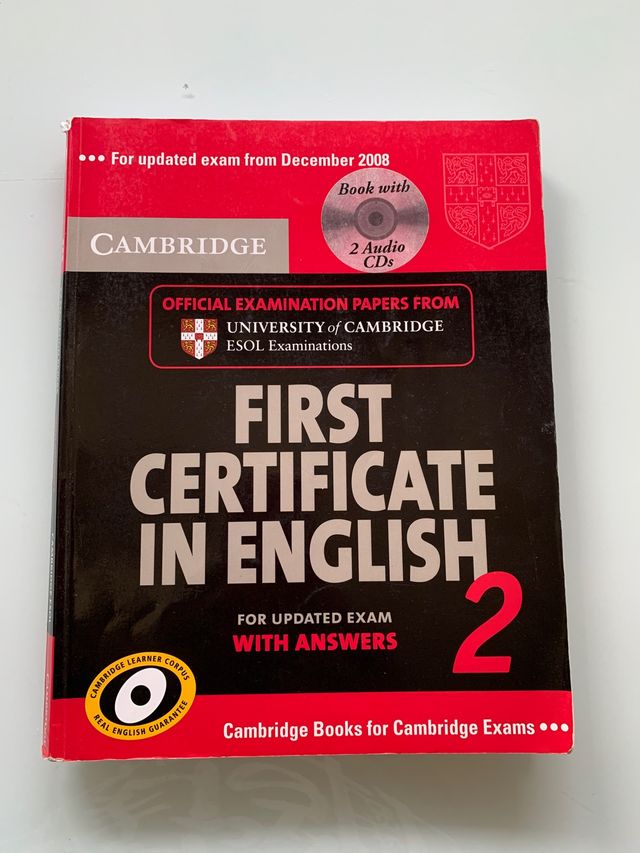 ••• For updated exam from December 2008
Book with
2 Audio
CDs
CAMBRIDGE
OFFICIAL EXAMINATION PAPERS FROM
UNIVERSITY of CAMBRIDGE
ESOL Examinations
FIRST
CERTIFICATE
IN ENGLISH
2
FOR UPDATED EXAM
WITH ANSWERS
CAMBRIDGE LEARNER CORPUS
REAL ENGLISH GUARANTEE
Cambridge Books for Cambridge Exams •••